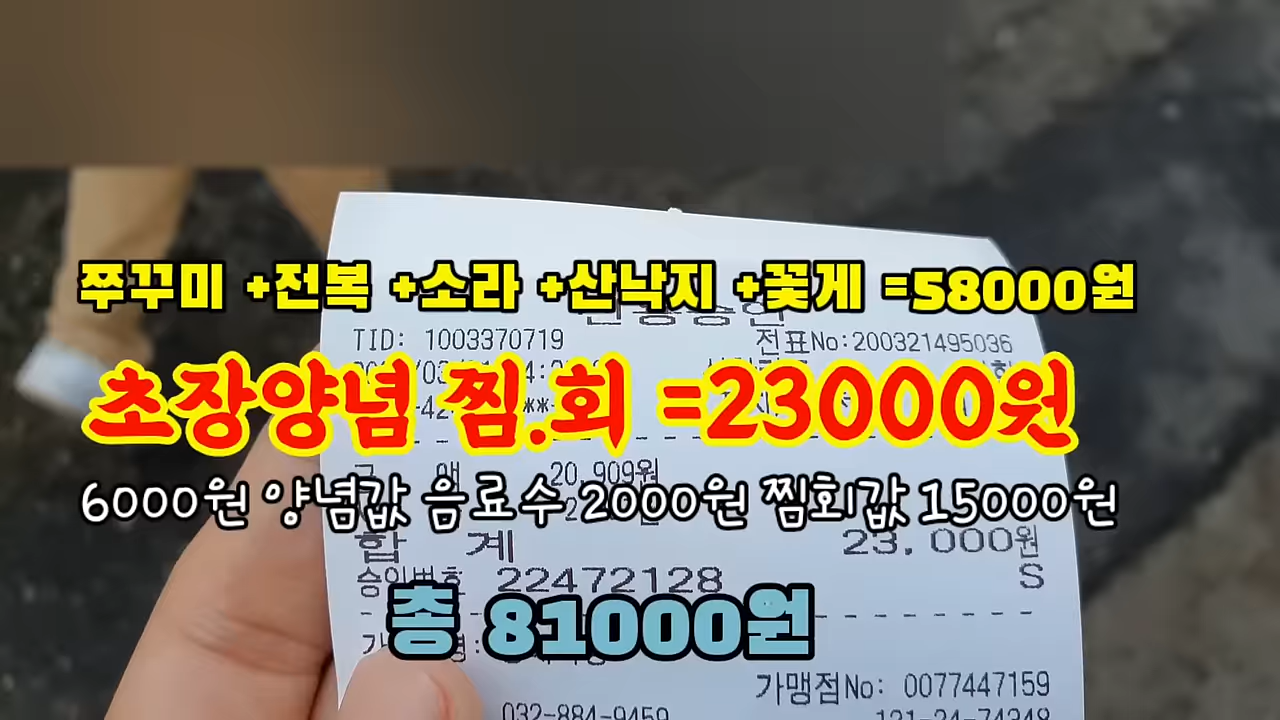 쭈꾸미 +전복 +소라 +산낙지 +꽃게 =58000원
TID: 1003370719 전표No:200321495036
초장양념 찜.회 =23000원
20,909원
6000원 양념값 음료수 2000원 찜회값 15000원
합 계 23.000원
승인번호 22472128 S
총 81000원
가맹점No: 0077447159
032-884-9459